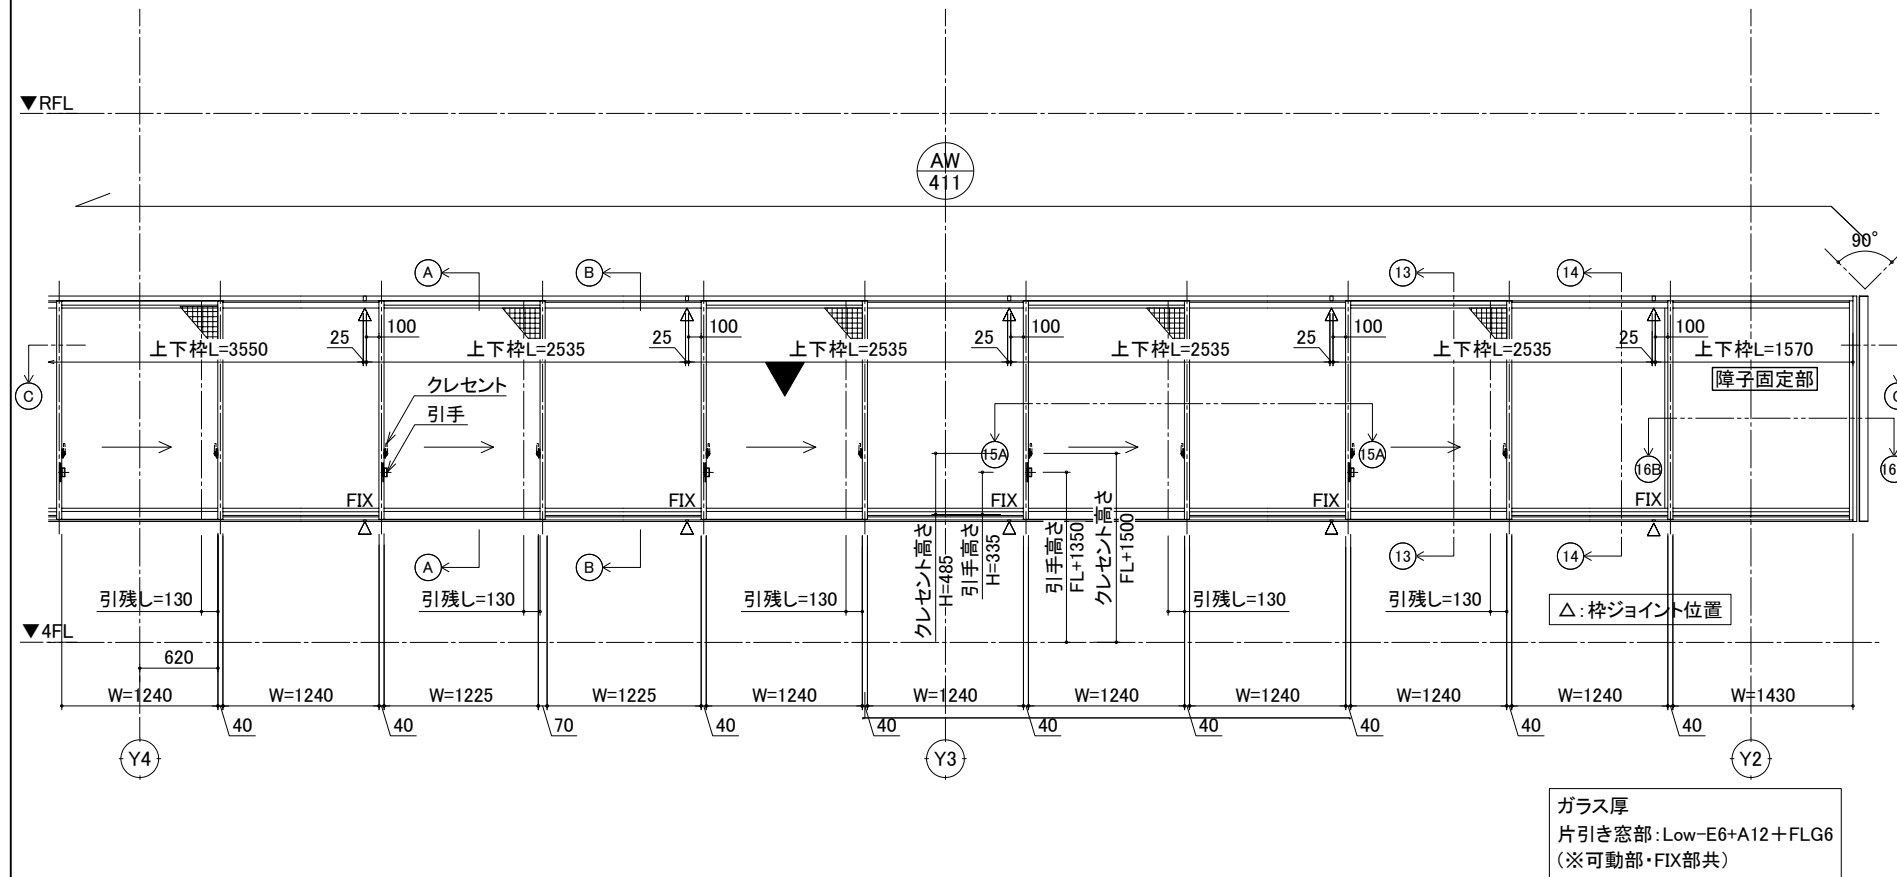 ▼RFL
AW
411
90°
A
B
13
14
25
100
25
100
25
100
25
100
25
100
上下枠L=3550
上下枠L=2535
上下枠L=2535
上下枠L=2535
上下枠L=2535
上下枠L=1570
障子固定部
C
クレセント
引手
15A
15A
16B
FIX
FIX
FIX
FIX
FIX
クレセント高さ
H=485
引手高さ
H=335
引手高さ
FL+1350
クレセント高さ
FL+1500
A
B
13
14
引残し=130
引残し=130
引残し=130
引残し=130
引残し=130
△:枠ジョイント位置
▼4FL
620
W=1240
W=1240
W=1225
W=1225
W=1240
W=1240
W=1240
W=1240
W=1240
W=1240
W=1430
40
40
70
40
40
40
40
40
40
40
Y4
Y3
Y2
ガラス厚
片引き窓部:Low-E6+A12+FLG6
(※可動部・FIX部共)